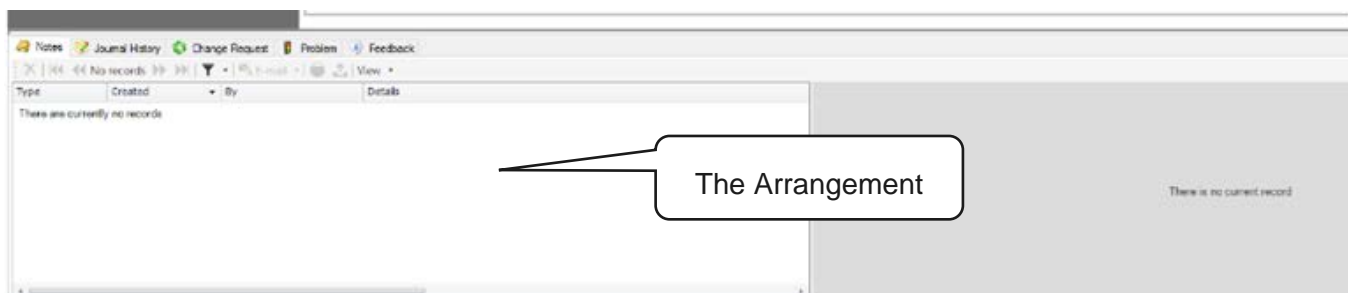 Notes Journal History Change Request Problem Feedback
No records E-mail View
Type Created By Details
There are currently no records
The Arrangement
There is no current record